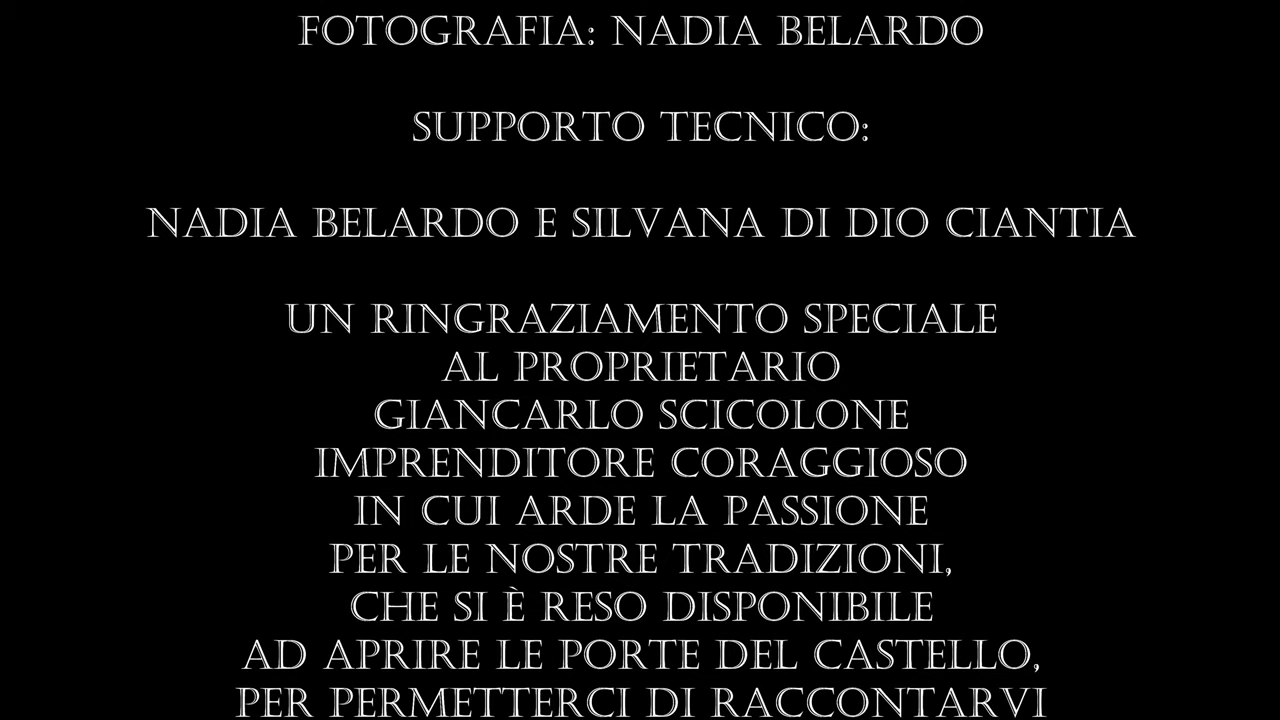 FOTOGRAFIA: NADIA BELARDO
SUPPORTO TECNICO:
NADIA BELARDO E SILVANA DI DIO CIANTIA
UN RINGRAZIAMENTO SPECIALE
AL PROPRIETARIO
GIANCARLO SCICOLONE
IMPRENDITORE CORAGGIOSO
IN CUI ARDE LA PASSIONE
PER LE NOSTRE TRADIZIONI,
CHE SI È RESO DISPONIBILE
AD APRIRE LE PORTE DEL CASTELLO,
PER PERMETTERCI DI RACCONTARVI